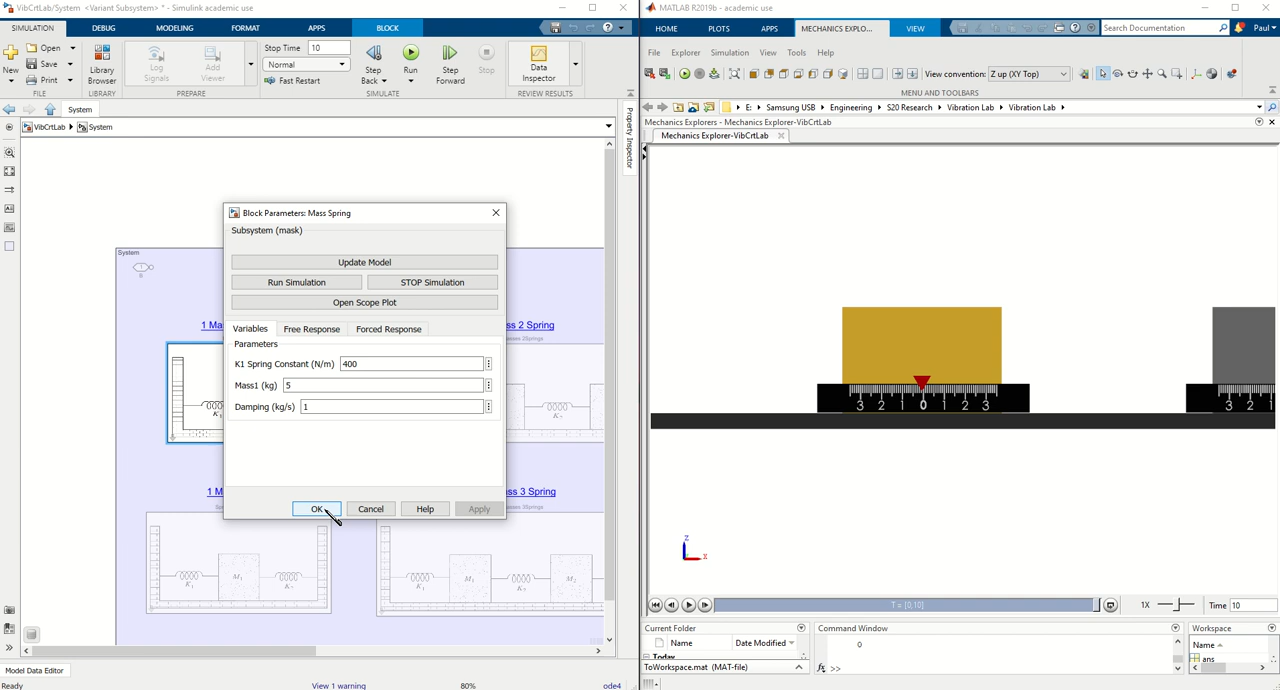 VibCrtLab/System <Variant Subsystem> * - Simulink academic use
SIMULATION DEBUG MODELING FORMAT APPS BLOCK
New Open Save Print
Library Browser
Log Signals
Add Viewer
Stop Time 10
Normal
Fast Restart
Step Back Run Step Forward Stop
Data Inspector
FILE LIBRARY PREPARE SIMULATE REVIEW RESULTS
System
VibCrtLab System
Property Inspector
System
Block Parameters: Mass Spring
Subsystem (mask)
Update Model
Run Simulation STOP Simulation
Open Scope Plot
Variables Free Response Forced Response
Parameters
K1 Spring Constant (N/m) 400
Mass1 (kg) 5
Damping (kg/s) 1
OK Cancel Help Apply
1 Ma
ss 2 Spring
1 M
ss 3 Spring
K1 M1 K2
K1 M1 K2 M2
Model Data Editor
Ready View 1 warning 80% ode4
MATLAB R2019b - academic use
HOME PLOTS APPS MECHANICS EXPLO... VIEW
Search Documentation Paul
File Explorer Simulation View Tools Help
View convention: Z up (XY Top)
MENU AND TOOLBARS
E: Samsung USB Engineering S20 Research Vibration Lab Vibration Lab
Mechanics Explorers - Mechanics Explorer-VibCrtLab
Mechanics Explorer-VibCrtLab
3 2 1 0 1 2 3
3 2 1
Z
X
T = [0,10]
1X Time 10
Current Folder Command Window Workspace
Name Date Modified
Today
ToWorkspace.mat (MAT-file)
0
fx >>
Name
ans